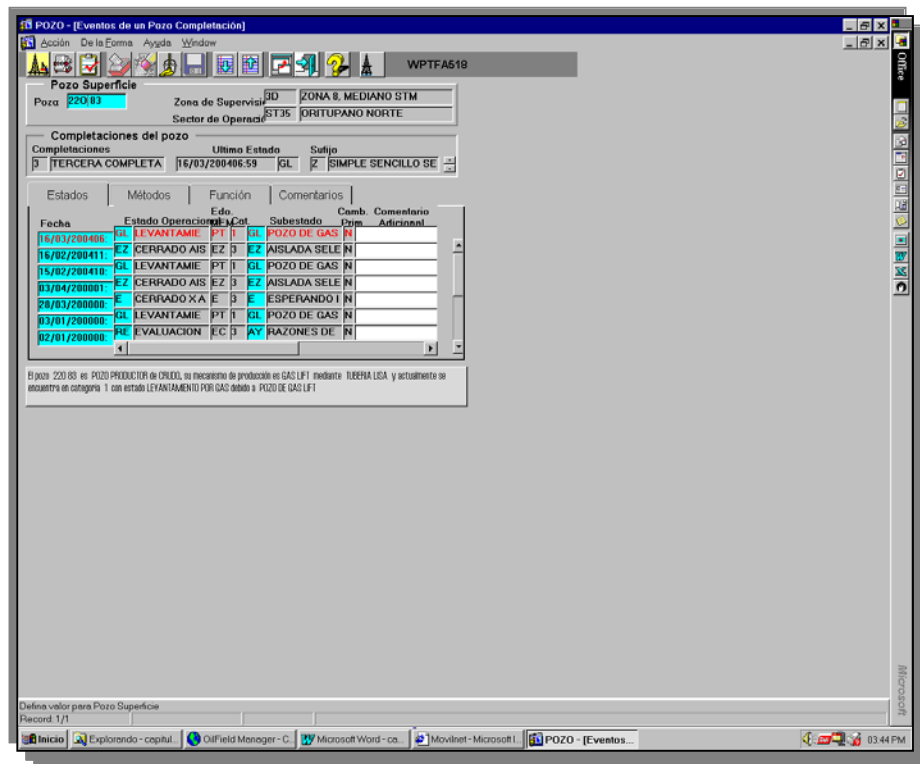 POZO - [Eventos de un Pozo Completación]
Acción De la Forma Ayuda Window
WPTFA518
Office
Pozo Superficie
Pozo 220 83 Zona de Supervisió 3D ZONA 8, MEDIANO STM
Sector de Operació ST35 ORITUPANO NORTE
Completaciones del pozo
Completaciones Ultimo Estado Sufijo
3 TERCERA COMPLETA 16/03/200406:59 GL Z SIMPLE SENCILLO SE
Estados Métodos Función Comentarios
Fecha Estado Operacional Edo. Cat. Subestado Camb. Prim Comentario Adicional
16/03/200406: GL LEVANTAMIE PT 1 GL POZO DE GAS N
16/02/200411: EZ CERRADO AIS EZ 3 EZ AISLADA SELE N
15/02/200410: GL LEVANTAMIE PT 1 GL POZO DE GAS N
03/04/200001: EZ CERRADO AIS EZ 3 EZ AISLADA SELE N
28/03/200000: E CERRADO X A E 3 E ESPERANDO I N
03/01/200000: GL LEVANTAMIE PT 1 GL POZO DE GAS N
02/01/200000: RE EVALUACION EC 3 AY RAZONES DE N
El pozo 220 83 es POZO PRODUCTOR de CRUDO, su mecanismo de producción es GAS LIFT mediante TUBERIA LISA y actualmente se
encuentra en categoria 1 con estado LEVANTAMIENTO POR GAS debido a POZO DE GAS LIFT
Microsoft
Defina valor para:Pozo Superficie
Record: 1/1
Inicio Explorando - capitul... OilField Manager - C... Microsoft Word - ca... Movilnet - Microsoft I... POZO - [Eventos... 03:44 PM